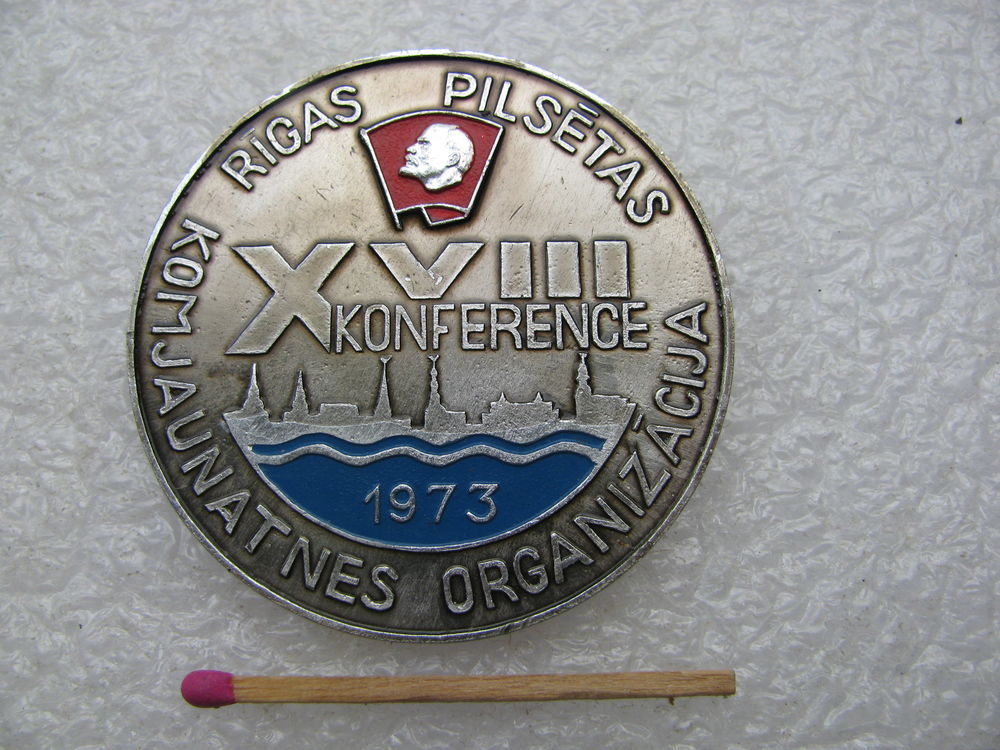 RĪGAS PILSĒTAS
KOMJAUNATNES ORGANIZĀCIJA
XVIII
KONFERENCE
1973